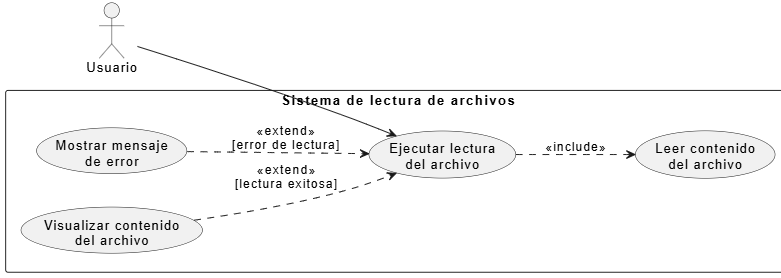 Usuario
Sistema de lectura de archivos
«extend»
[error de lectura]
Mostrar mensaje
de error
Ejecutar lectura
del archivo
«include»
Leer contenido
del archivo
«extend»
[lectura exitosa]
Visualizar contenido
del archivo